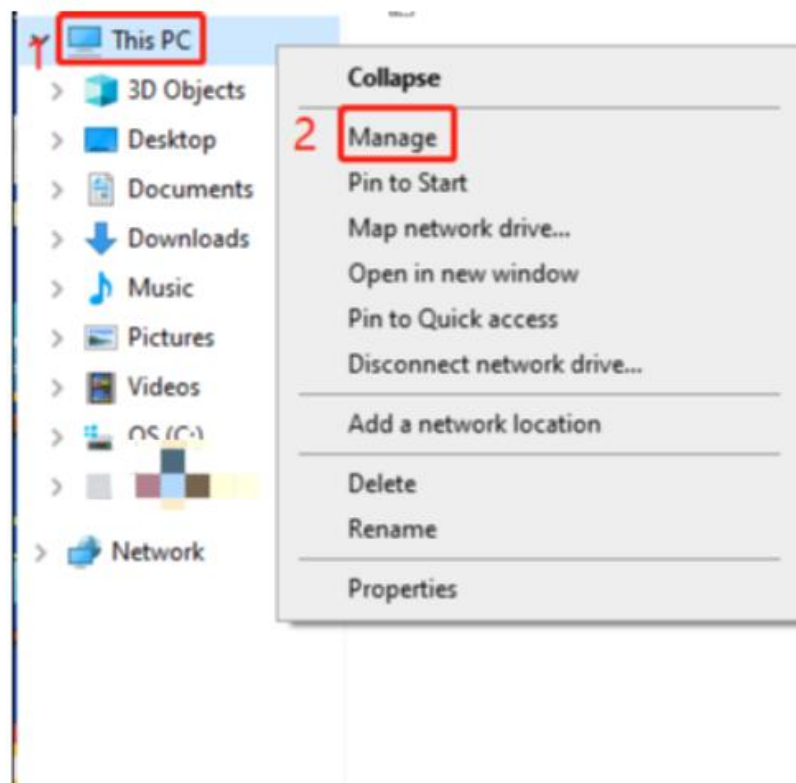 1
This PC
3D Objects
Desktop
Documents
Downloads
Music
Pictures
Videos
OS (C:)
Network
Collapse
2
Manage
Pin to Start
Map network drive...
Open in new window
Pin to Quick access
Disconnect network drive...
Add a network location
Delete
Rename
Properties